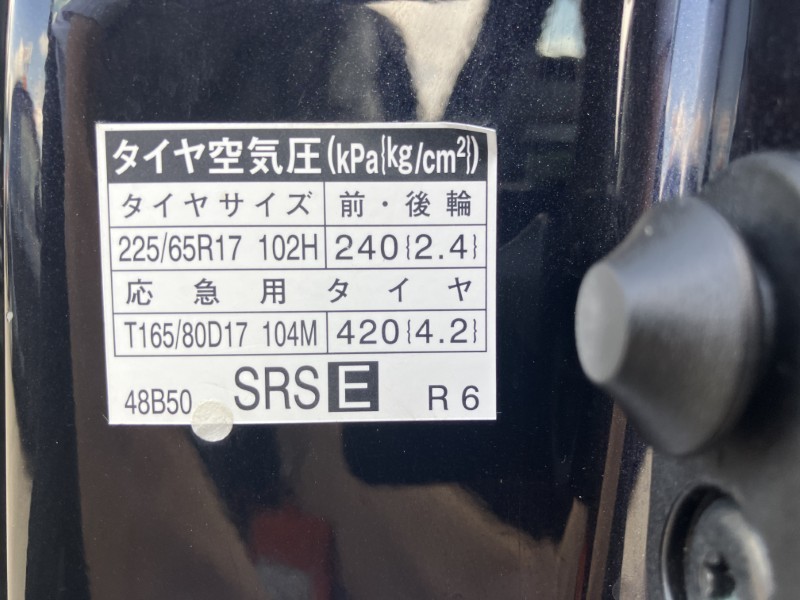 タイヤ空気圧(kPa{kg/cm²})
タイヤサイズ 前・後輪
225/65R17 102H 240{2.4}
応急用タイヤ
T165/80D17 104M 420{4.2}
48B50 SRS E R6